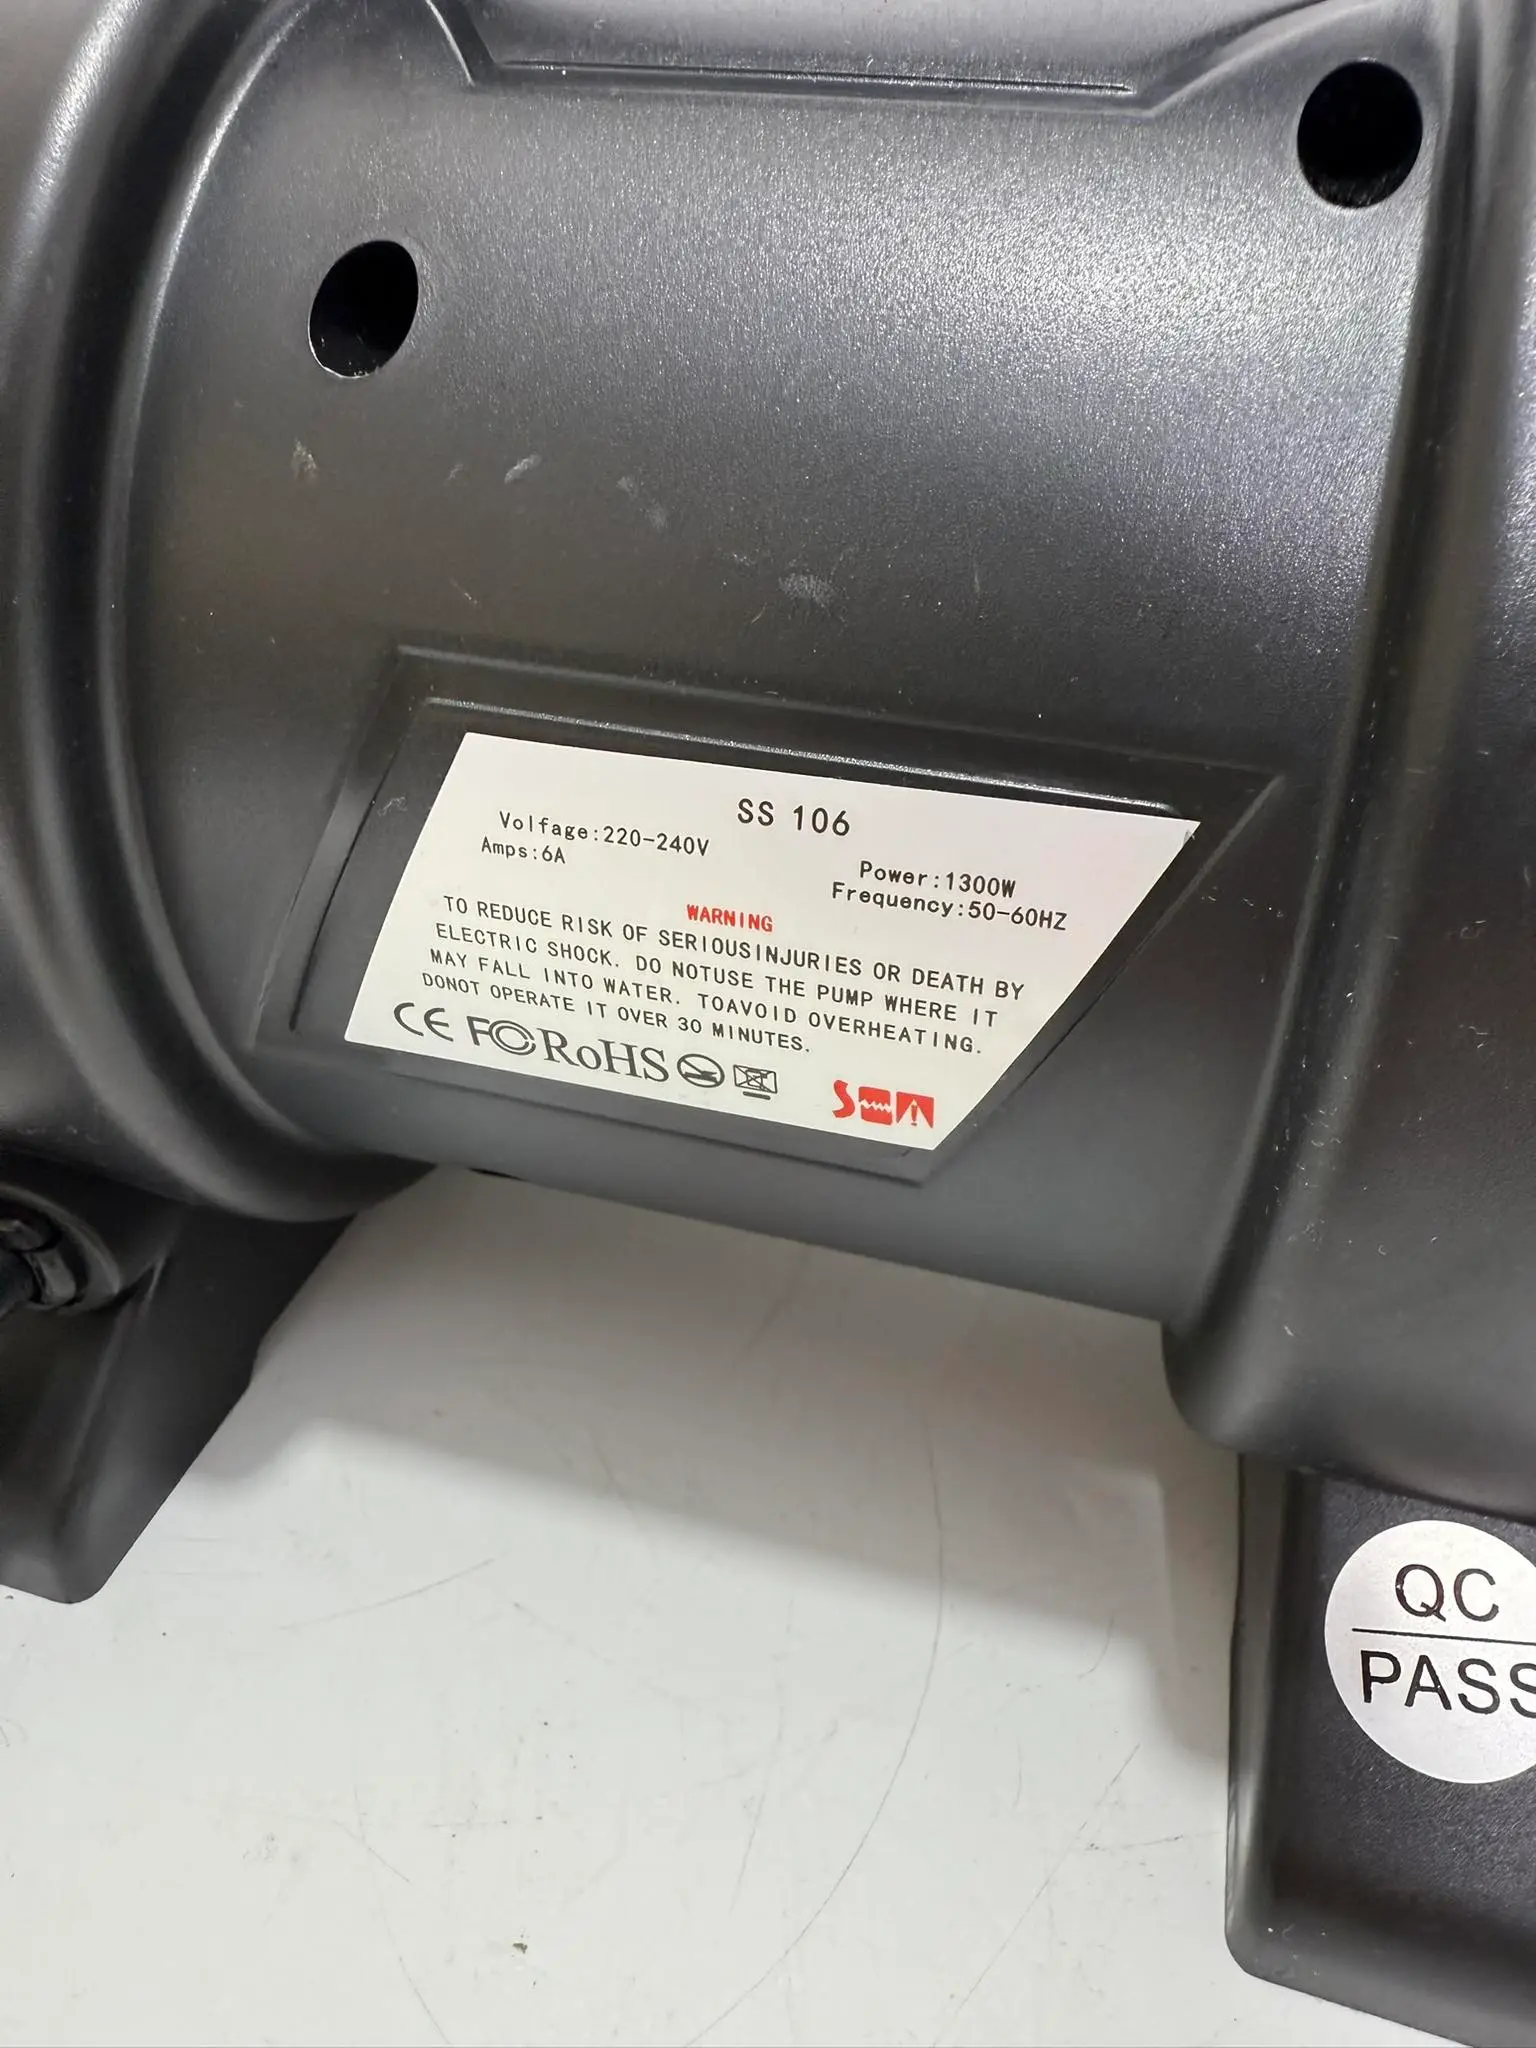 SS 106
Volfage:220-240V
Power:1300W
Amps:6A
Frequency:50-60HZ
WARNING
TO REDUCE RISK OF SERIOUSINJURIES OR DEATH BY
ELECTRIC SHOCK. DO NOTUSE THE PUMP WHERE IT
MAY FALL INTO WATER. TOAVOID OVERHEATING.
DONOT OPERATE IT OVER 30 MINUTES.
CE FC RoHS
QC
PASS